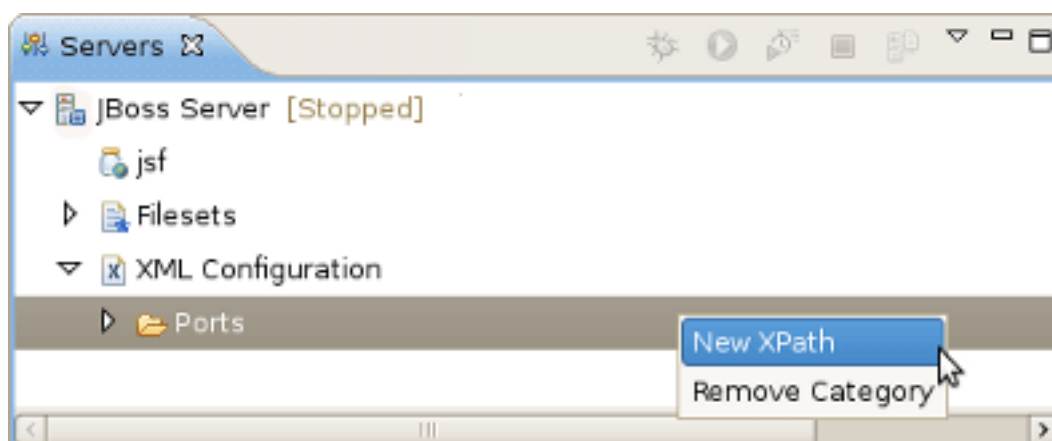 Servers
JBoss Server [Stopped]
jsf
Filesets
XML Configuration
Ports
New XPath
Remove Category